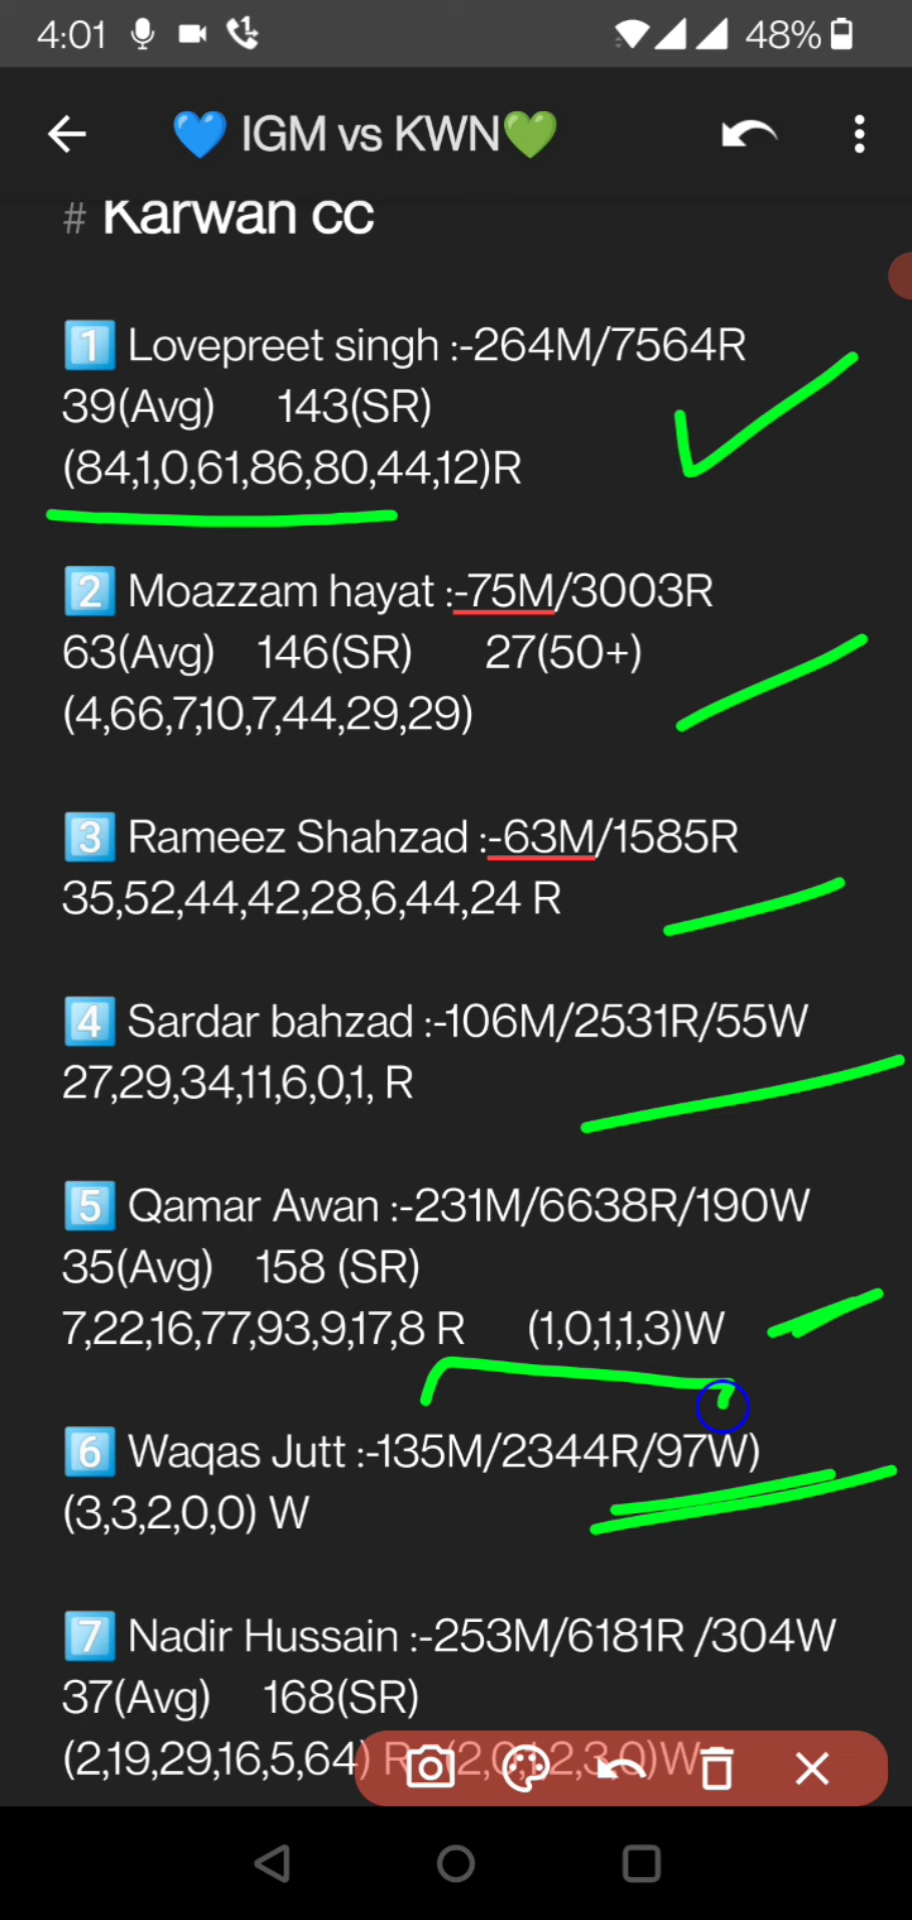 4:01 48%
💙 IGM vs KWN💚
# Karwan cc
1️⃣ Lovepreet singh :-264M/7564R
39(Avg) 143(SR)
(84,1,0,61,86,80,44,12)R
2️⃣ Moazzam hayat :-75M/3003R
63(Avg) 146(SR) 27(50+)
(4,66,7,10,7,44,29,29)
3️⃣ Rameez Shahzad :-63M/1585R
35,52,44,42,28,6,44,24 R
4️⃣ Sardar bahzad :-106M/2531R/55W
27,29,34,11,6,0,1, R
5️⃣ Qamar Awan :-231M/6638R/190W
35(Avg) 158 (SR)
7,22,16,77,93,9,17,8 R (1,0,1,1,3)W
6️⃣ Waqas Jutt :-135M/2344R/97W)
(3,3,2,0,0) W
7️⃣ Nadir Hussain :-253M/6181R /304W
37(Avg) 168(SR)
(2,19,29,16,5,64) R